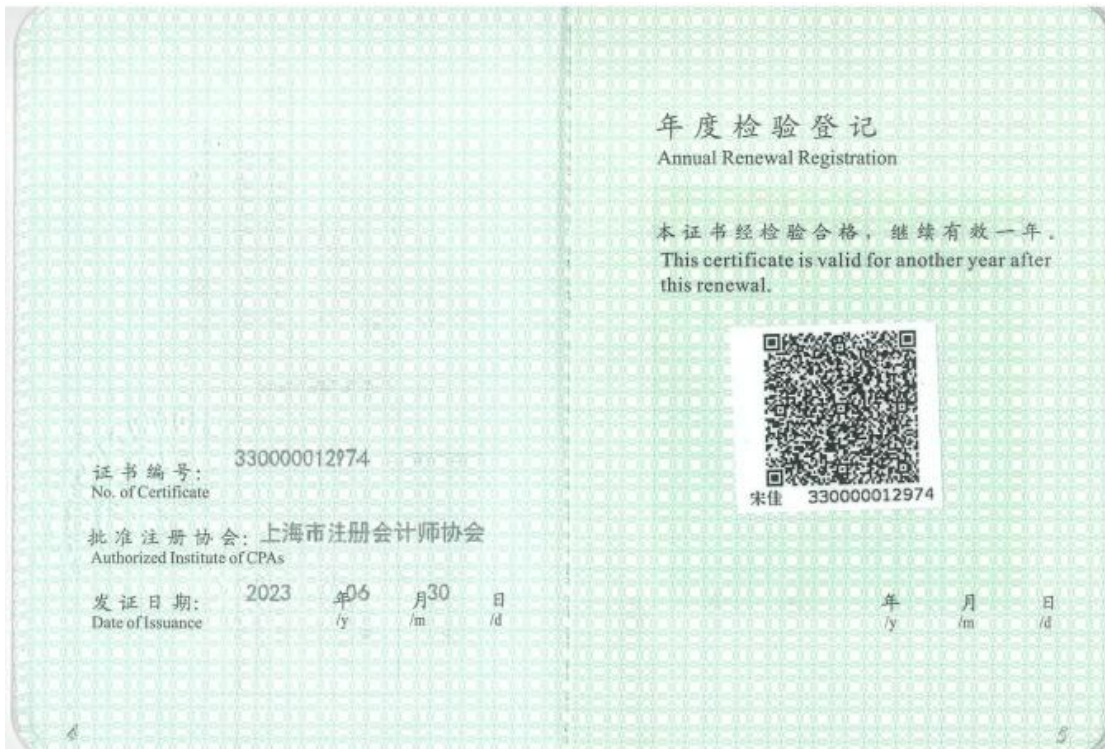 证书编号: 330000012974
No. of Certificate
批准注册协会: 上海市注册会计师协会
Authorized Institute of CPAs
发证日期: 2023 年 06 月 30 日
Date of Issuance /y /m /d
4
年度检验登记
Annual Renewal Registration
本证书经检验合格，继续有效一年。
This certificate is valid for another year after
this renewal.
宋佳 330000012974
年 月 日
/y /m /d
5